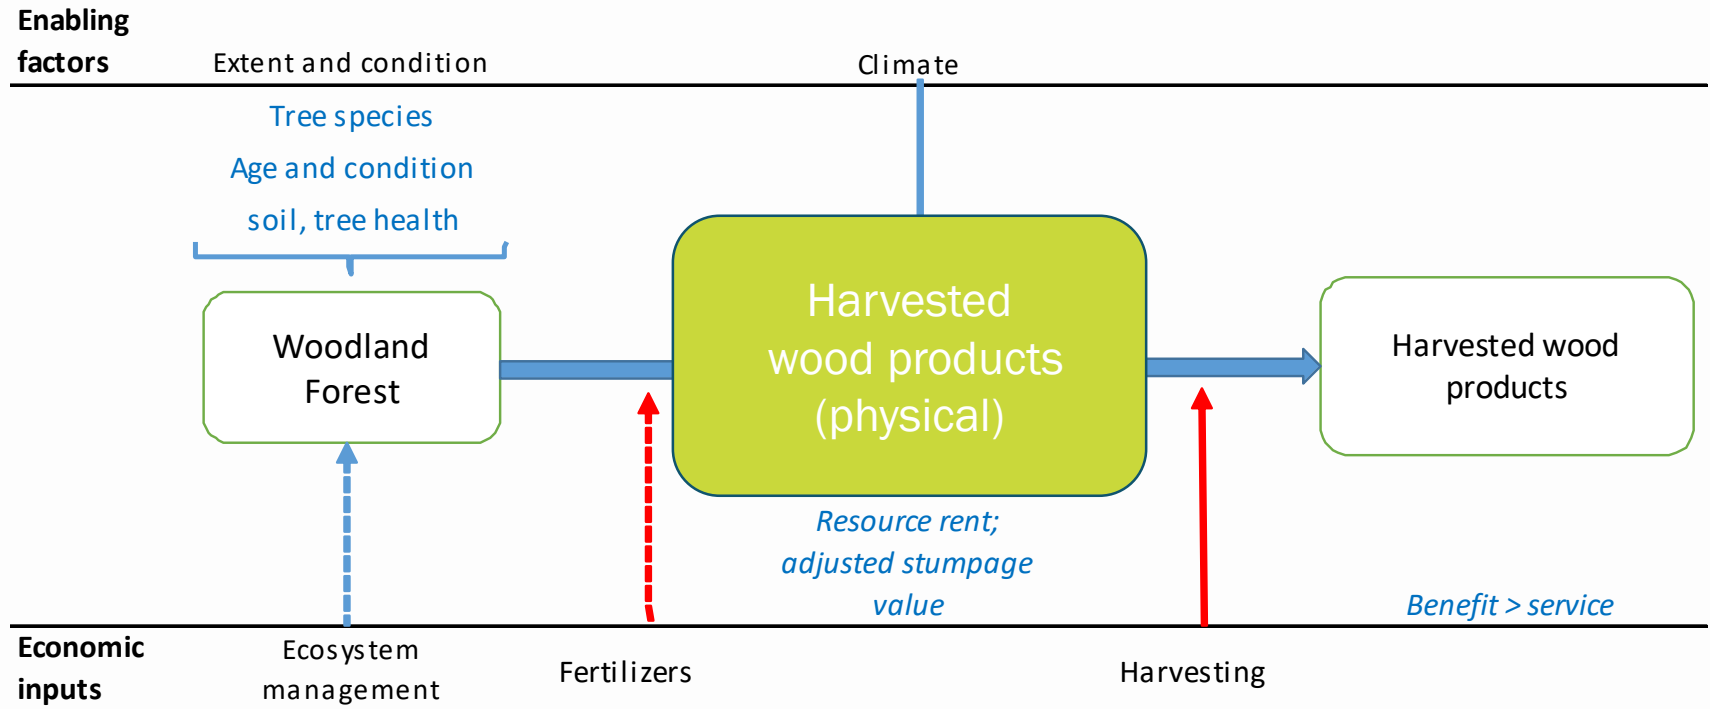 Enabling
factors
Extent and condition
Climate
Tree species
Age and condition
soil, tree health
Woodland
Forest
Harvested
wood products
(physical)
Harvested wood
products
Resource rent;
adjusted stumpage
value
Benefit > service
Economic
inputs
Ecosystem
management
Fertilizers
Harvesting